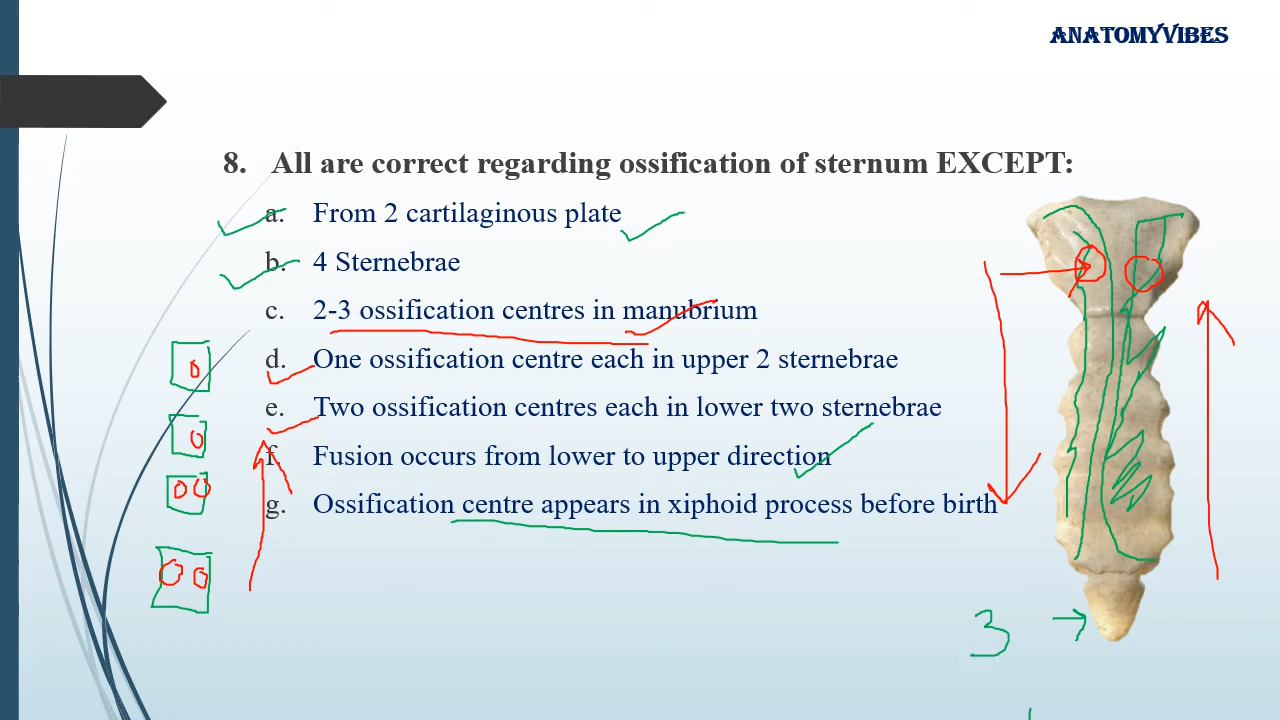 ANATOMYVIBES
8. All are correct regarding ossification of sternum EXCEPT:
a. From 2 cartilaginous plate
b. 4 Sternebrae
c. 2-3 ossification centres in manubrium
d. One ossification centre each in upper 2 sternebrae
e. Two ossification centres each in lower two sternebrae
f. Fusion occurs from lower to upper direction
g. Ossification centre appears in xiphoid process before birth
3